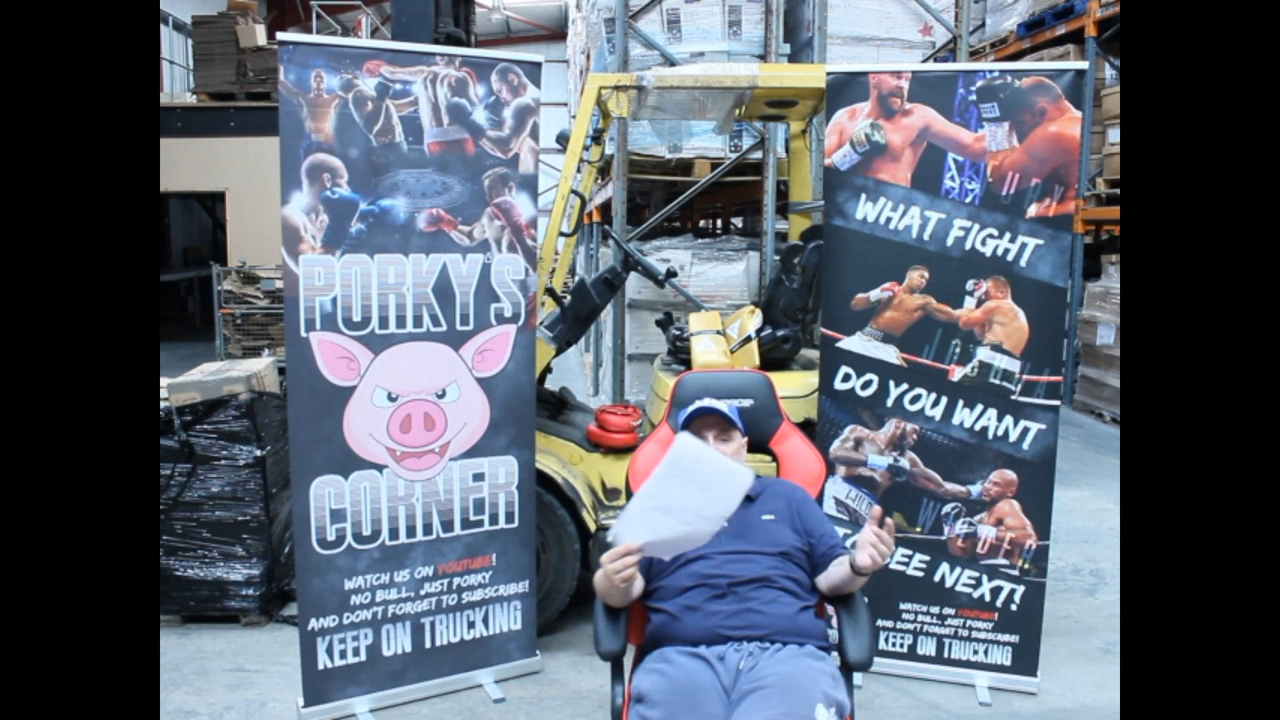 PORKY'S
CORNER
WATCH US ON YOUTUBE!
NO BULL, JUST PORKY
AND DON'T FORGET TO SUBSCRIBE!
KEEP ON TRUCKING
WHAT FIGHT
DO YOU WANT
SEE NEXT!
WATCH US ON YOUTUBE!
NO BULL, JUST PORKY
AND DON'T FORGET TO SUBSCRIBE!
KEEP ON TRUCKING